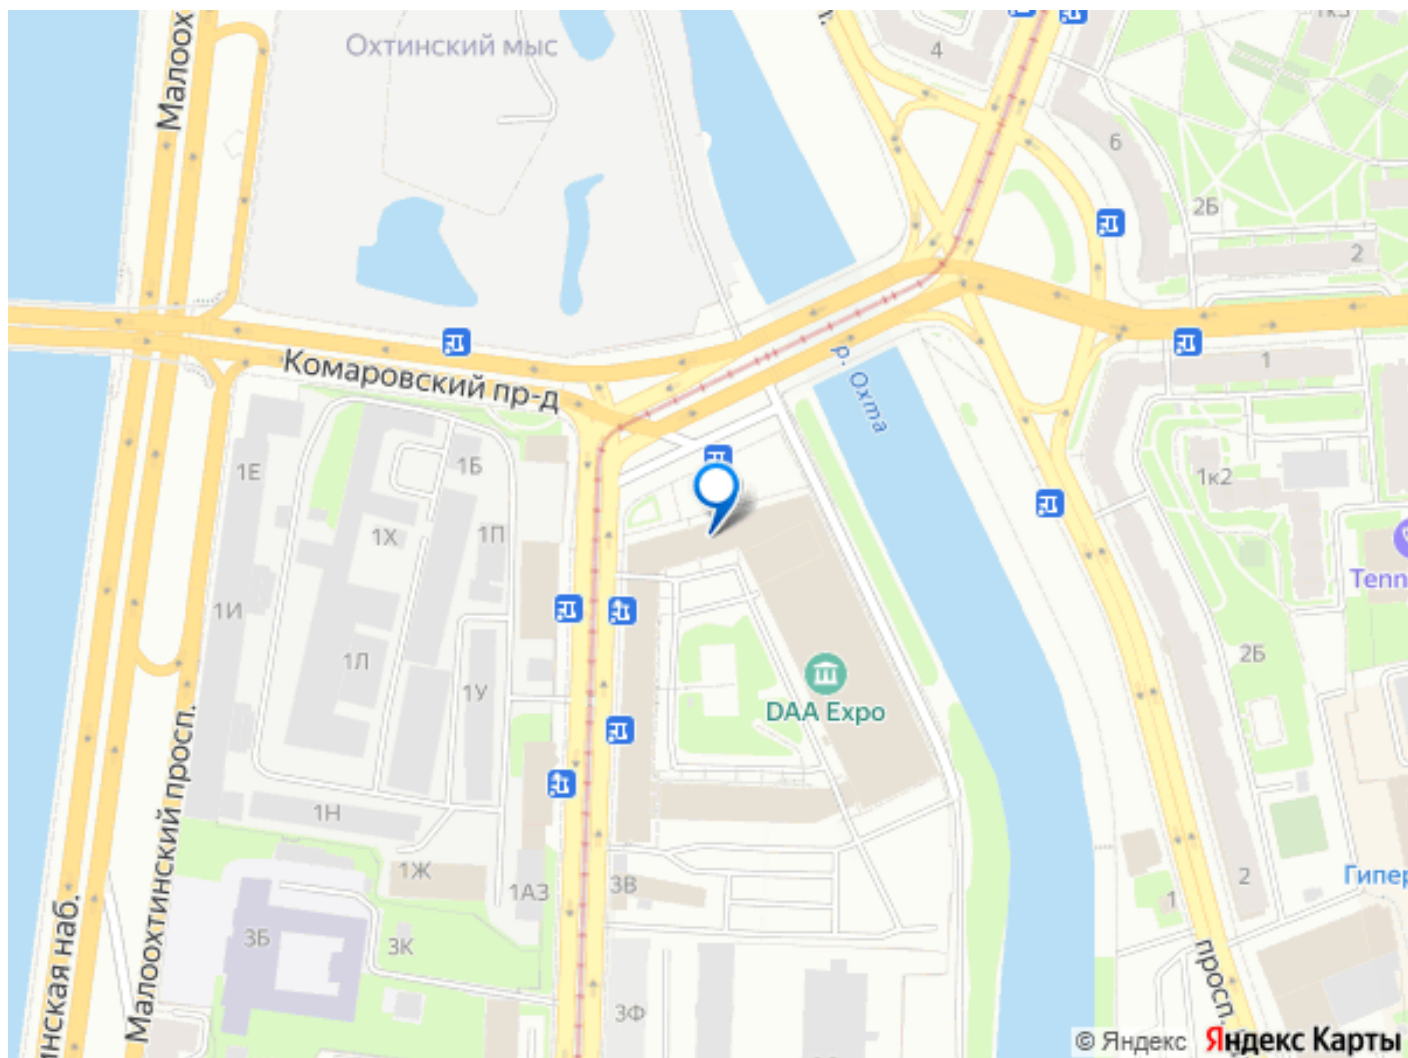 Охтинский мыс
4
6
2Б
2
Малоох
Комаровский пр-д
р. Охта
1
1Е
1Б
1Х
1П
1к2
1И
1Л
1У
2Б
DAA Expo
1Н
1Ж
1АЗ
3В
2
1
3Б
3К
3Ф
Малоохтинский просп.
нская наб.
просп.
Tenn
Гипер
© Яндекс Яндекс Карты